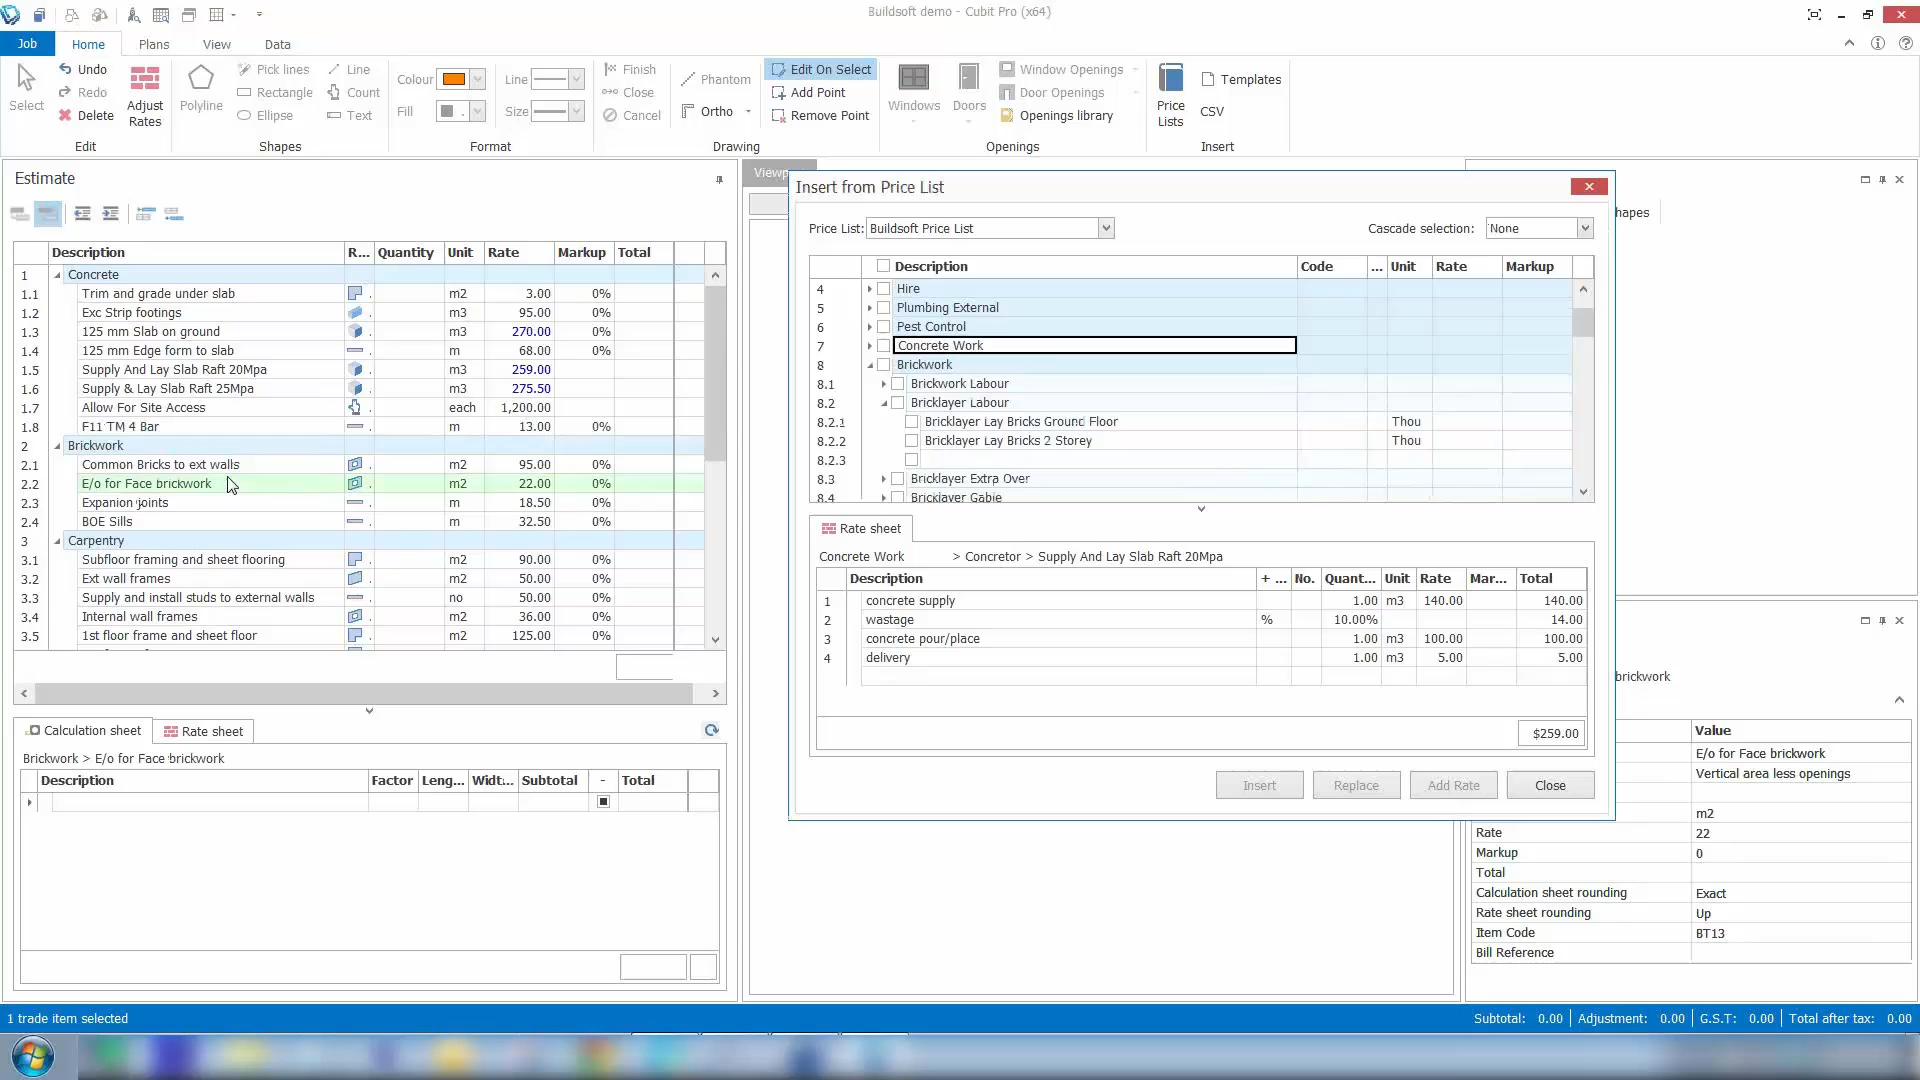 Buildsoft demo - Cubit Pro (x64)
Job Home Plans View Data
Select Undo Redo Delete Adjust Rates Edit
Polyline Pick lines Rectangle Ellipse Line Count Text Shapes
Colour Fill Line Size Format
Finish Close Cancel Phantom Ortho Edit On Select Add Point Remove Point Drawing
Windows Doors Window Openings Door Openings Openings library Openings
Price Lists Templates CSV Insert
Estimate
Description R... Quantity Unit Rate Markup Total
1 Concrete
1.1 Trim and grade under slab . m2 3.00 0%
1.2 Exc Strip footings . m3 95.00 0%
1.3 125 mm Slab on ground . m3 270.00 0%
1.4 125 mm Edge form to slab . m 68.00 0%
1.5 Supply And Lay Slab Raft 20Mpa . m3 259.00
1.6 Supply & Lay Slab Raft 25Mpa . m3 275.50
1.7 Allow For Site Access . each 1,200.00
1.8 F11 TM 4 Bar . m 13.00 0%
2 Brickwork
2.1 Common Bricks to ext walls . m2 95.00 0%
2.2 E/o for Face brickwork . m2 22.00 0%
2.3 Expanion joints . m 18.50 0%
2.4 BOE Sills . m 32.50 0%
3 Carpentry
3.1 Subfloor framing and sheet flooring . m2 90.00 0%
3.2 Ext wall frames . m2 50.00 0%
3.3 Supply and install studs to external walls . no 50.00 0%
3.4 Internal wall frames . m2 36.00 0%
3.5 1st floor frame and sheet floor . m2 125.00 0%
Calculation sheet Rate sheet
Brickwork > E/o for Face brickwork
Description Factor Leng... Widt... Subtotal - Total
Viewp
Insert from Price List
Price List: Buildsoft Price List Cascade selection: None
Description Code ... Unit Rate Markup
4 Hire
5 Plumbing External
6 Pest Control
7 Concrete Work
8 Brickwork
8.1 Brickwork Labour
8.2 Bricklayer Labour
8.2.1 Bricklayer Lay Bricks Ground Floor Thou
8.2.2 Bricklayer Lay Bricks 2 Storey Thou
8.2.3
8.3 Bricklayer Extra Over
8.4 Bricklayer Gable
Rate sheet
Concrete Work > Concretor > Supply And Lay Slab Raft 20Mpa
Description + ... No. Quant... Unit Rate Mar... Total
1 concrete supply 1.00 m3 140.00 140.00
2 wastage % 10.00% 14.00
3 concrete pour/place 1.00 m3 100.00 100.00
4 delivery 1.00 m3 5.00 5.00
$259.00
Insert Replace Add Rate Close
hapes
brickwork
Value
E/o for Face brickwork
Vertical area less openings
m2
Rate 22
Markup 0
Total
Calculation sheet rounding Exact
Rate sheet rounding Up
Item Code BT13
Bill Reference
1 trade item selected Subtotal: 0.00 Adjustment: 0.00 G.S.T: 0.00 Total after tax: 0.00